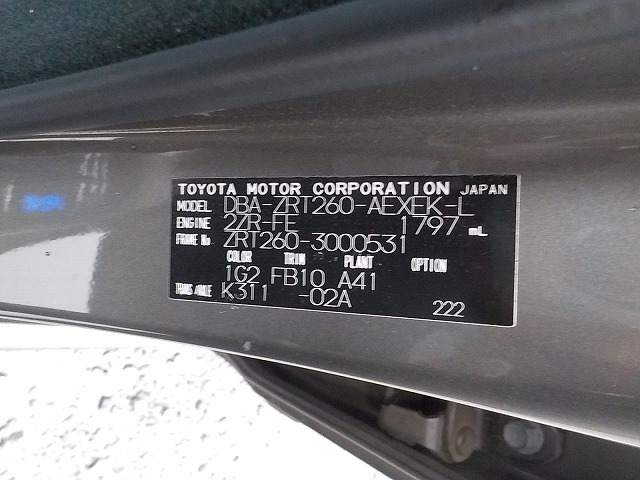 TOYOTA MOTOR CORPORATION JAPAN
MODEL DBA-ZRT260-AEXEK-L
ENGINE 2ZR-FE 1797 mL
FRAME No. ZRT260-3000531
COLOR TRIM PLANT OPTION
1G2 FB10 A41
TRANS/AXLE K311 -02A
222